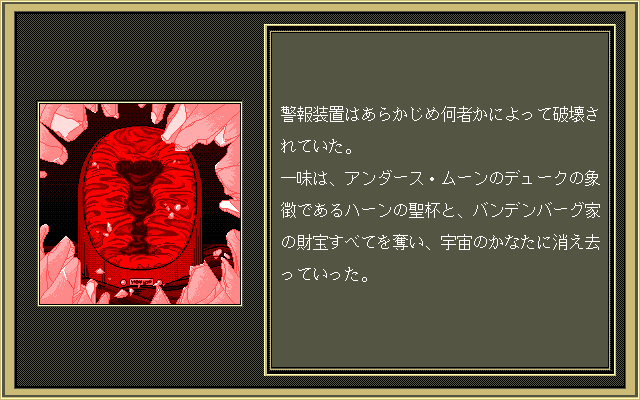 警報装置はあらかじめ何者かによって破壊さ
れていた。
一味は、アンダース・ムーンのデュークの象
徴であるハーンの聖杯と、バンデンバーグ家
の財宝すべてを奪い、宇宙のかなたに消え去
っていった。